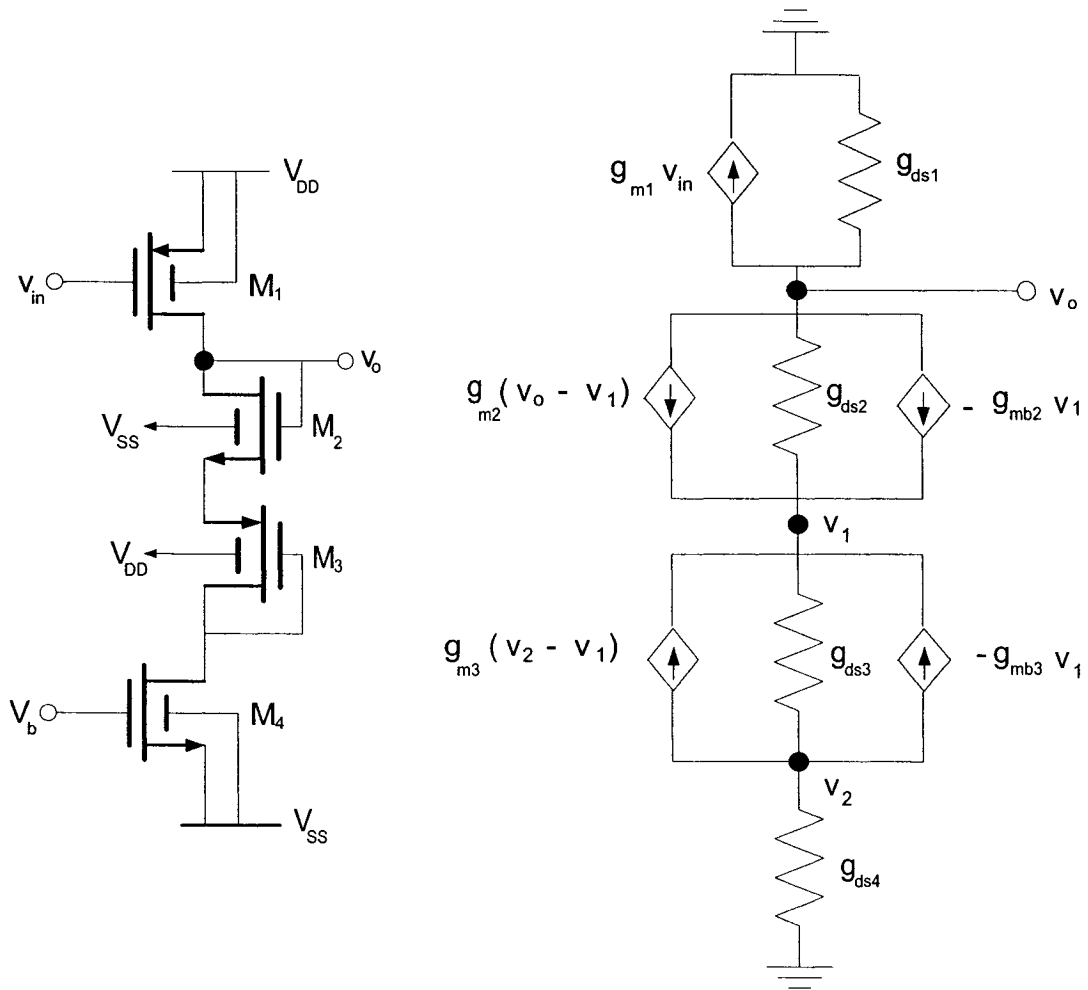 V_DD
v_in
M_1
v_o
V_SS
M_2
V_DD
M_3
V_b
M_4
V_SS
g_m1 v_in
g_ds1
v_o
g_m2 (v_o - v_1)
g_ds2
- g_mb2 v_1
v_1
g_m3 (v_2 - v_1)
g_ds3
-g_mb3 v_1
v_2
g_ds4